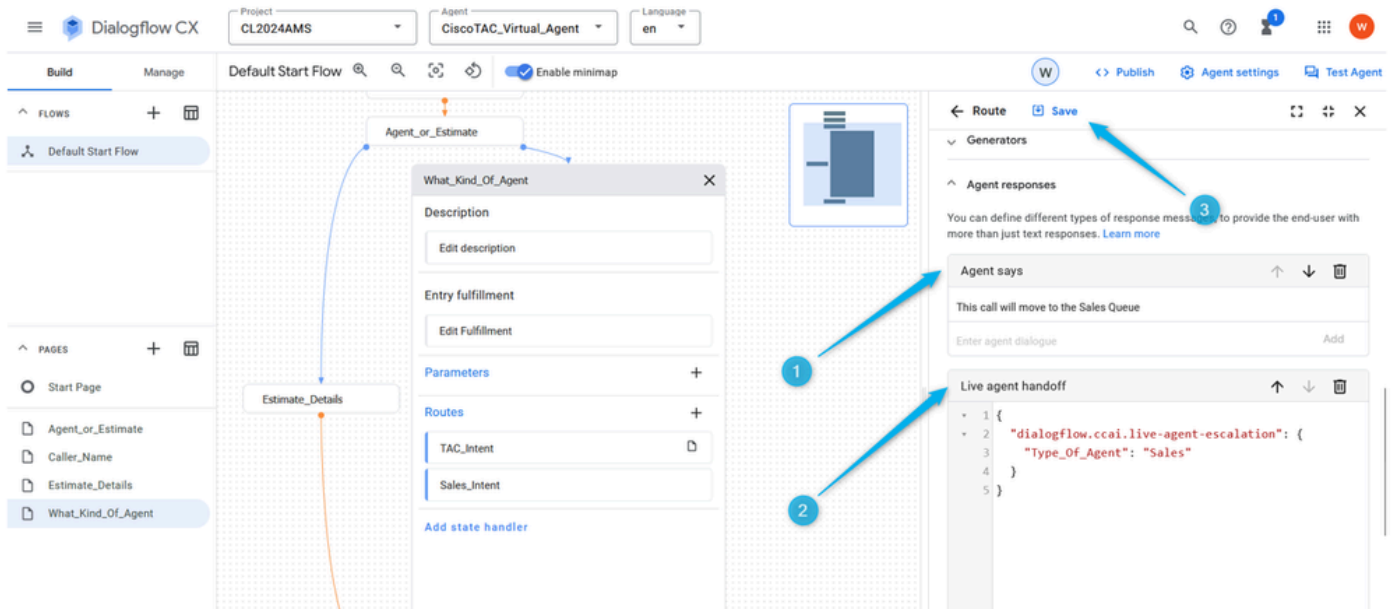 Dialogflow CX
Project
CL2024AMS
Agent
CiscoTAC_Virtual_Agent
Language
en
1
W
Build
Manage
Default Start Flow
Enable minimap
W
Publish
Agent settings
Test Agent
FLOWS
Default Start Flow
PAGES
Start Page
Agent_or_Estimate
Caller_Name
Estimate_Details
What_Kind_Of_Agent
Agent_or_Estimate
Estimate_Details
What_Kind_Of_Agent
Description
Edit description
Entry fulfillment
Edit Fulfillment
Parameters
Routes
TAC_Intent
Sales_Intent
Add state handler
Route
Save
Generators
Agent responses
3
You can define different types of response messages, to provide the end-user with
more than just text responses. Learn more
Agent says
This call will move to the Sales Queue
Enter agent dialogue
Add
1
Live agent handoff
1 {
2 "dialogflow.ccai.live-agent-escalation": {
3 "Type_Of_Agent": "Sales"
4 }
5 }
2